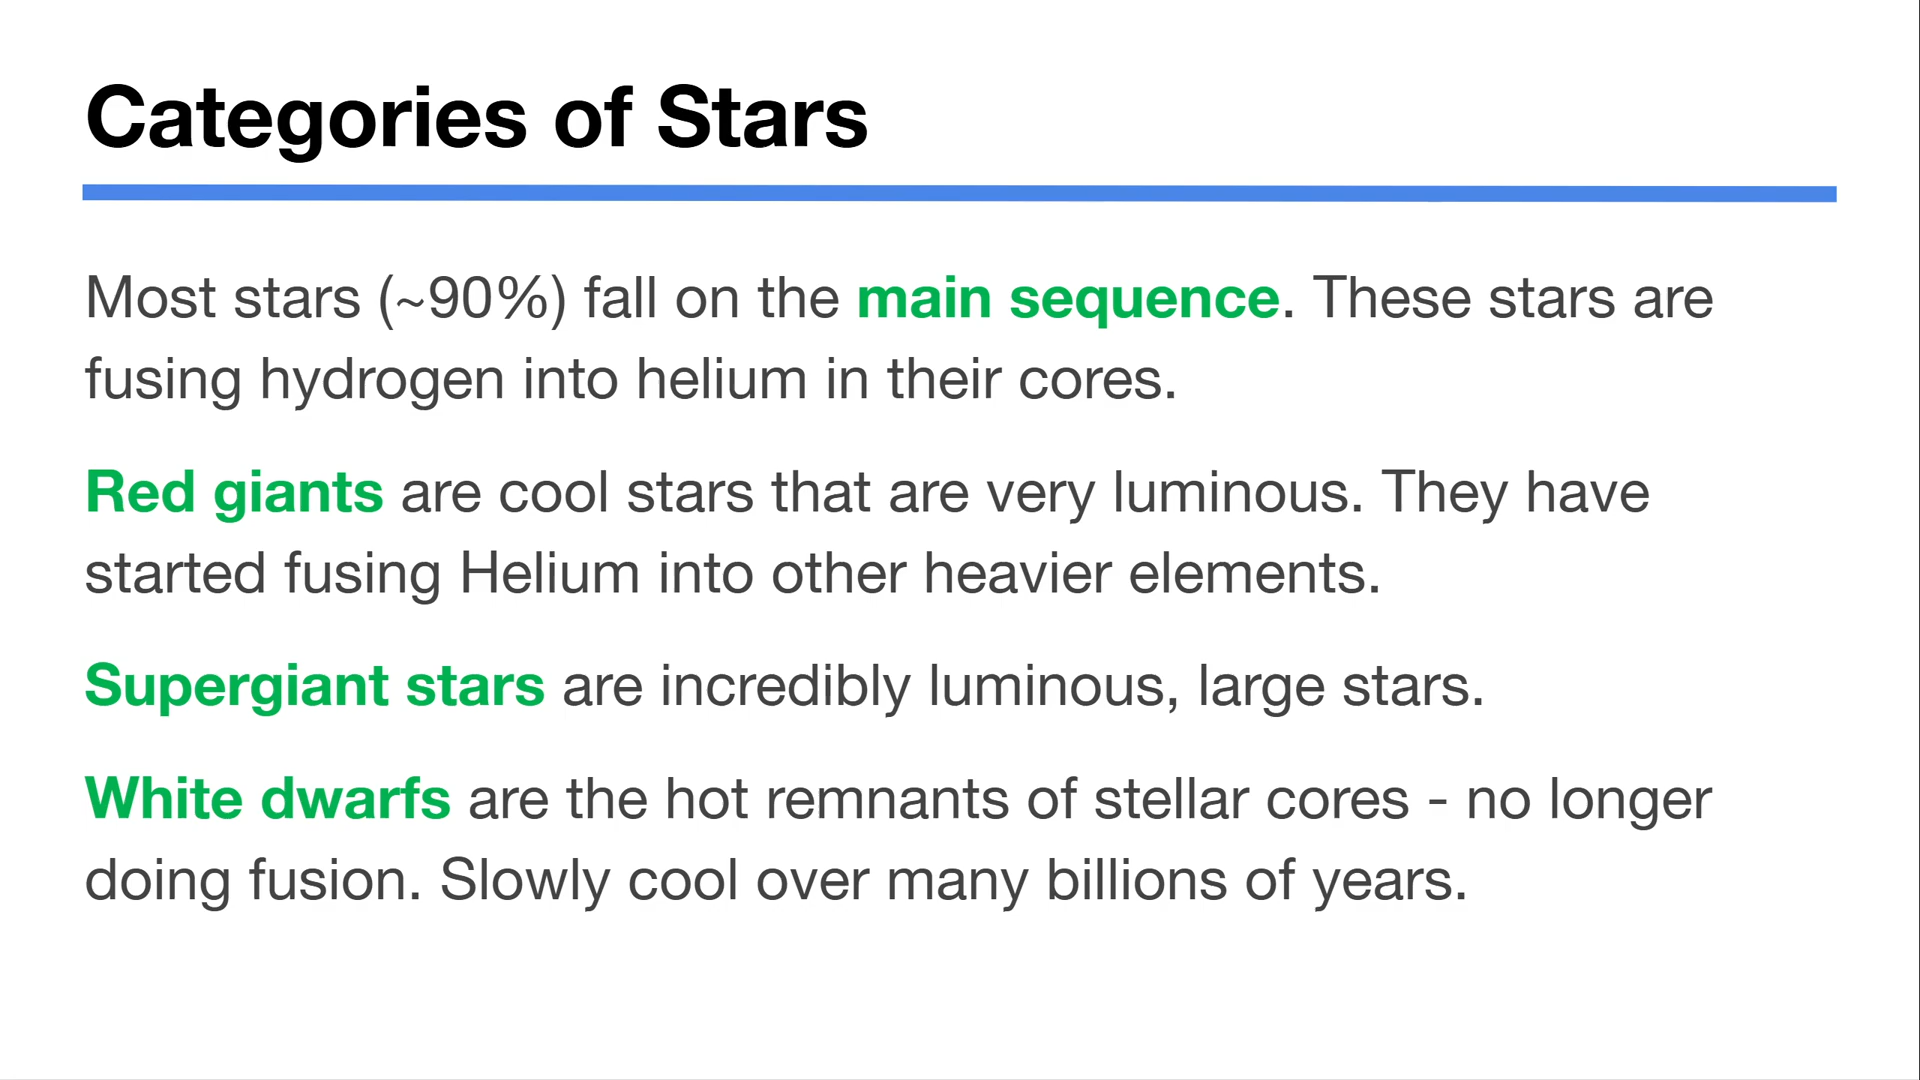 Categories of Stars
Most stars (~90%) fall on the main sequence. These stars are
fusing hydrogen into helium in their cores.
Red giants are cool stars that are very luminous. They have
started fusing Helium into other heavier elements.
Supergiant stars are incredibly luminous, large stars.
White dwarfs are the hot remnants of stellar cores - no longer
doing fusion. Slowly cool over many billions of years.